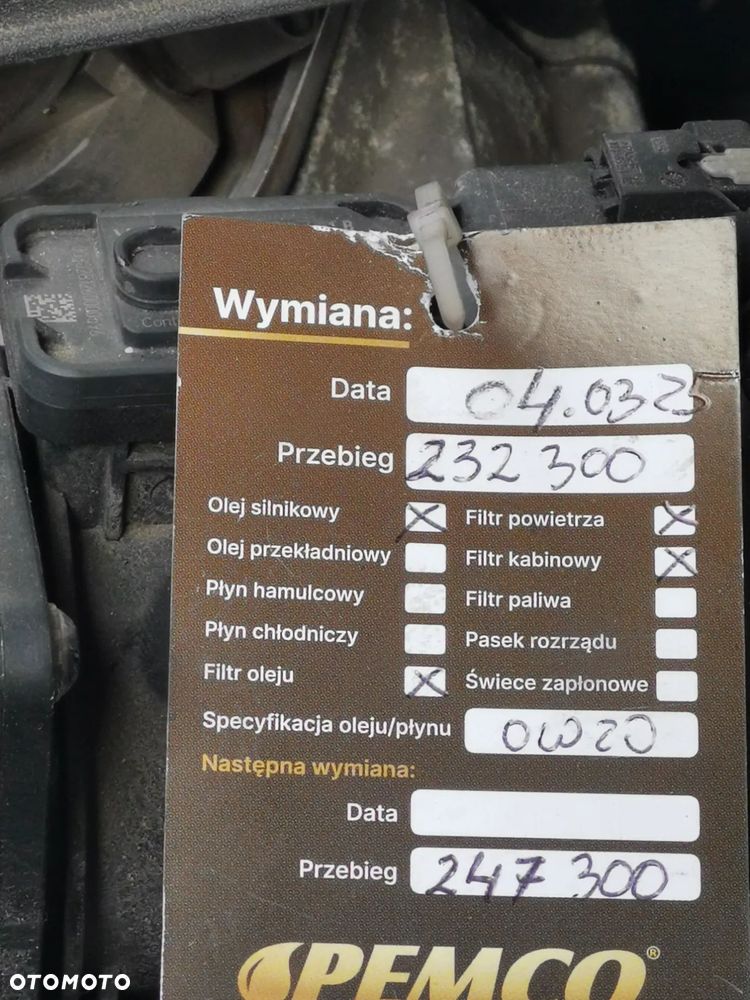 Wymiana:
Data 04.03 25
Przebieg 232 300
Olej silnikowy X Filtr powietrza X
Olej przekładniowy Filtr kabinowy X
Płyn hamulcowy Filtr paliwa
Płyn chłodniczy Pasek rozrządu
Filtr oleju X Świece zapłonowe
Specyfikacja oleju/płynu 0W20
Następna wymiana:
Data
Przebieg 247 300
PEMCO®
OTOMOTO